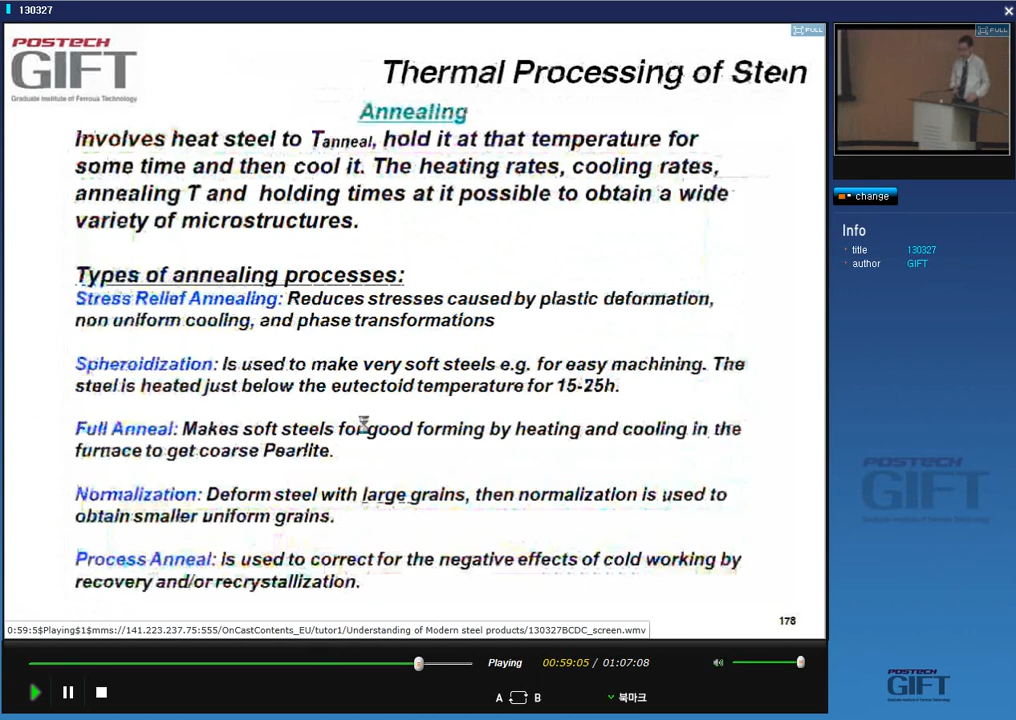 130327
POSTECH
GIFT
Graduate Institute of Ferrous Technology
FULL
FULL
Thermal Processing of
Annealing
Involves heat steel to Tanneal, hold it at that temperature for
some time and then cool it. The heating rates, cooling rates,
annealing T and holding times at it possible to obtain a wide
variety of microstructures.
Types of annealing processes:
Stress Relief Annealing: Reduces stresses caused by plastic deformation,
non uniform cooling, and phase transformations
Spheroidization: Is used to make very soft steels e.g. for easy machining. The
steel is heated just below the eutectoid temperature for 15-25h.
Full Anneal: Makes soft steels for good forming by heating and cooling in the
furnace to get coarse Pearlite.
Normalization: Deform steel with large grains, then normalization is used to
obtain smaller uniform grains.
Process Anneal: Is used to correct for the negative effects of cold working by
recovery and/or recrystallization.
178
0:59:5$Playing$1$mms://141.223.237.75:555/OnCastContents_EU/tutor1/Understanding of Modern steel products/130327BCDC_screen.wmv
change
Info
title 130327
author GIFT
POSTECH
GIFT
Playing 00:59:05 / 01:07:08
A B 북마크
POSTECH
GIFT